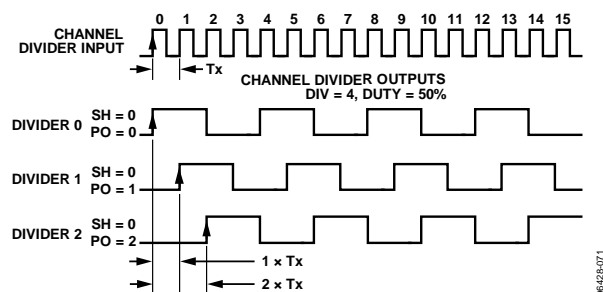 0 1 2 3 4 5 6 7 8 9 10 11 12 13 14 15
CHANNEL
DIVIDER INPUT
Tx
CHANNEL DIVIDER OUTPUTS
DIV = 4, DUTY = 50%
DIVIDER 0 SH = 0
PO = 0
DIVIDER 1 SH = 0
PO = 1
DIVIDER 2 SH = 0
PO = 2
1 × Tx
2 × Tx
06428-071